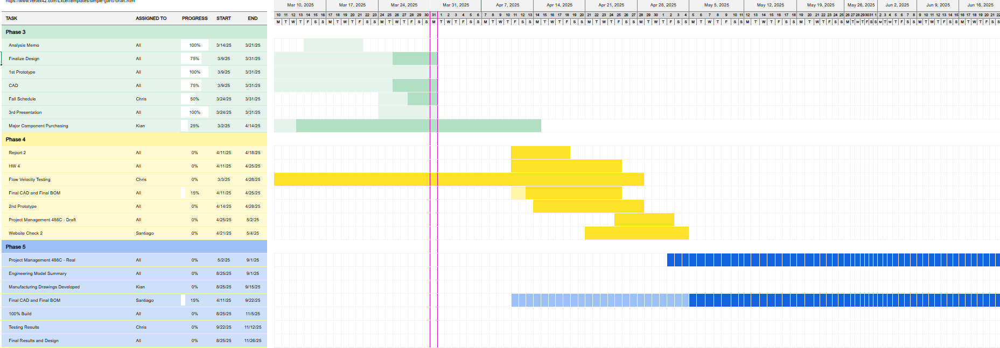 https://www.vertex42.com/ExcelTemplates/simple-gantt-chart.html
Mar 10, 2025 Mar 17, 2025 Mar 24, 2025 Mar 31, 2025 Apr 7, 2025 Apr 14, 2025 Apr 21, 2025 Apr 28, 2025 May 5, 2025 May 12, 2025 May 19, 2025 May 26, 2025 Jun 2, 2025 Jun 9, 2025 Jun 16, 2025
10 11 12 13 14 15 16 17 18 19 20 21 22 23 24 25 26 27 28 29 30 31 1 2 3 4 5 6 7 8 9 10 11 12 13 14 15 16 17 18 19 20 21 22 23 24 25 26 27 28 29 30 1 2 3 4 5 6 7 8 9 10 11 12 13 14 15 16 17 18 19 20 21 22 23 24 25 26 27 28 29 30 31 1 2 3 4 5 6 7 8 9 10 11 12 13 14 15 16 17 18 19 20 21 22
TASK ASSIGNED TO PROGRESS START END M T W T F S S M T W T F S S M T W T F S S M T W T F S S M T W T F S S M T W T F S S M T W T F S S M T W T F S S M T W T F S S M T W T F S S M T W T F S S M T W T F S S M T W T F S S M T W T F S S M T W T F S S
Phase 3
Analysis Memo All 100% 3/14/25 3/21/25
Finalize Design All 75% 3/9/25 3/31/25
1st Prototype All 100% 3/9/25 3/31/25
CAD All 75% 3/9/25 3/31/25
Fall Schedule Chris 50% 3/24/25 3/31/25
3rd Presentation All 100% 3/24/25 3/31/25
Major Component Purchasing Kian 25% 3/2/25 4/14/25
Phase 4
Report 2 All 0% 4/11/25 4/18/25
HW 4 All 0% 4/11/25 4/25/25
Flow Velocity Testing Chris 0% 3/3/25 4/28/25
Final CAD and Final BOM All 15% 4/11/25 4/25/25
2nd Prototype All 0% 4/14/25 4/28/25
Project Management 486C - Draft All 0% 4/25/25 5/2/25
Website Check 2 Santiago 0% 4/21/25 5/4/25
Phase 5
Project Management 486C - Real All 0% 5/2/25 9/1/25
Engineering Model Summary All 0% 8/25/25 9/1/25
Manufacturing Drawings Developed Kian 0% 8/25/25 9/15/25
Final CAD and Final BOM Santiago 15% 4/11/25 9/22/25
100% Build All 0% 8/25/25 11/5/25
Testing Results Chris 0% 9/22/25 11/12/25
Final Results and Design All 0% 8/25/25 11/26/25